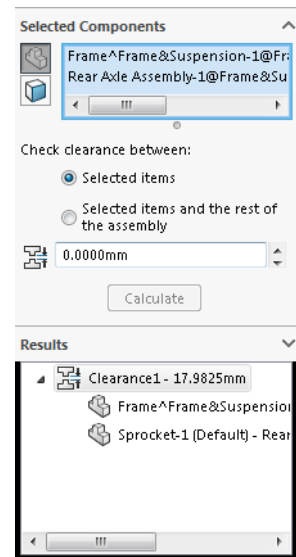 Selected Components
Frame^Frame&Suspension-1@Fr
Rear Axle Assembly-1@Frame&Su
Check clearance between:
Selected items
Selected items and the rest of
the assembly
0.0000mm
Calculate
Results
Clearance1 - 17.9825mm
Frame^Frame&Suspension
Sprocket-1 (Default) - Rear